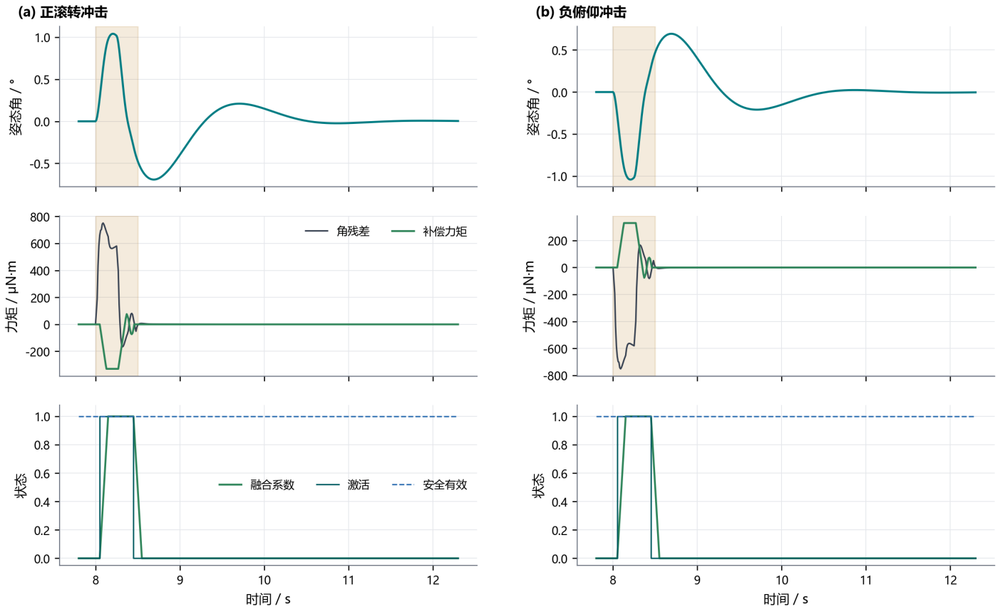 (a) 正滚转冲击
姿态角 / °
1.0
0.5
0.0
-0.5
力矩 / μN·m
800
600
400
200
0
-200
角残差
补偿力矩
状态
1.0
0.8
0.6
0.4
0.2
0.0
融合系数
激活
安全有效
8
9
10
11
12
时间 / s
(b) 负俯仰冲击
姿态角 / °
0.5
0.0
-0.5
-1.0
力矩 / μN·m
200
0
-200
-400
-600
-800
状态
1.0
0.8
0.6
0.4
0.2
0.0
8
9
10
11
12
时间 / s